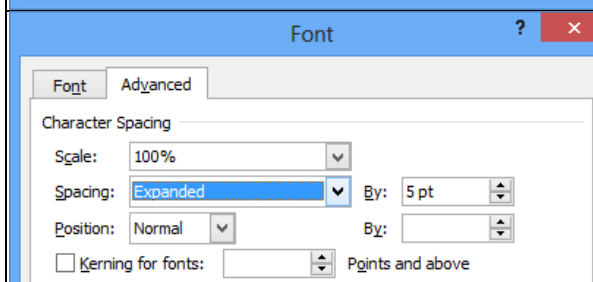 Font ?
Font Advanced
Character Spacing
Scale: 100%
Spacing: Expanded By: 5 pt
Position: Normal By:
Kerning for fonts: Points and above